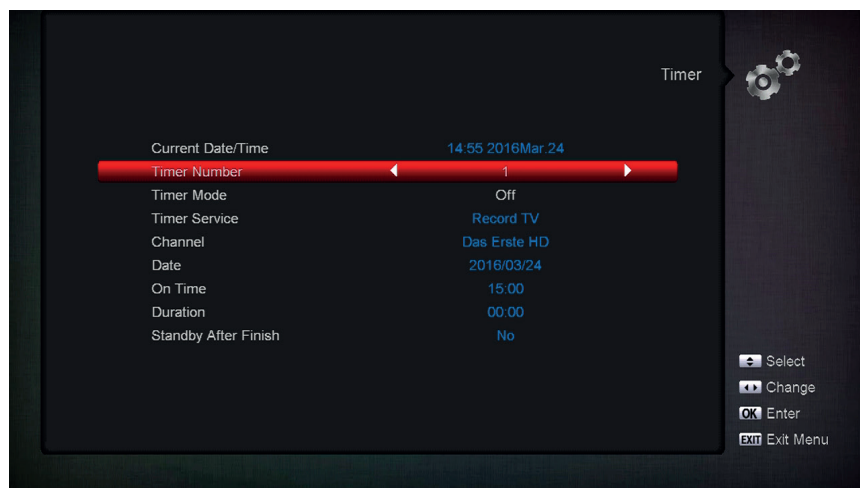 Timer
Current Date/Time 14:55 2016Mar.24
Timer Number 1
Timer Mode Off
Timer Service Record TV
Channel Das Erste HD
Date 2016/03/24
On Time 15:00
Duration 00:00
Standby After Finish No
Select
Change
OK Enter
EXIT Exit Menu